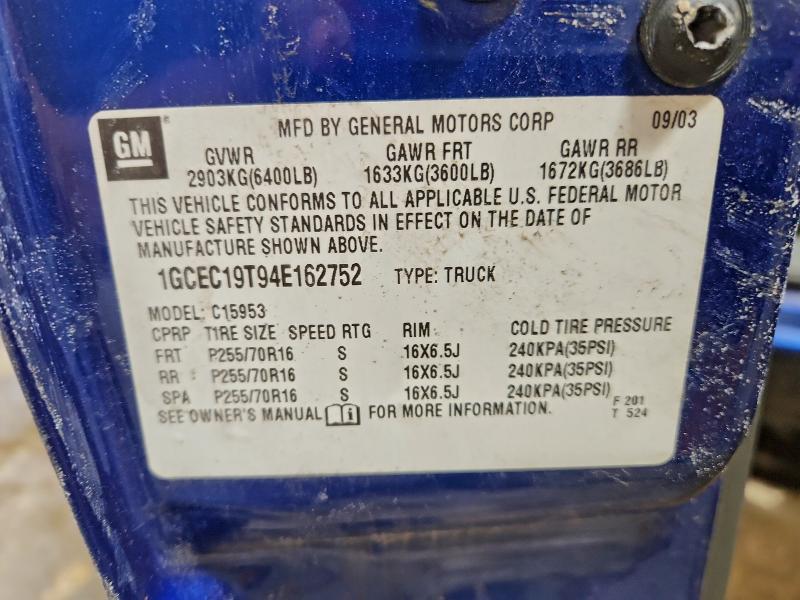 GM
MFD BY GENERAL MOTORS CORP 09/03
GVWR GAWR FRT GAWR RR
2903KG(6400LB) 1633KG(3600LB) 1672KG(3686LB)
THIS VEHICLE CONFORMS TO ALL APPLICABLE U.S. FEDERAL MOTOR
VEHICLE SAFETY STANDARDS IN EFFECT ON THE DATE OF
MANUFACTURE SHOWN ABOVE.
1GCEC19T94E162752 TYPE: TRUCK
MODEL: C15953
CPRP TIRE SIZE SPEED RTG RIM COLD TIRE PRESSURE
FRT P255/70R16 S 16X6.5J 240KPA(35PSI)
RR P255/70R16 S 16X6.5J 240KPA(35PSI)
SPA P255/70R16 S 16X6.5J 240KPA(35PSI)
SEE OWNER'S MANUAL FOR MORE INFORMATION. F 201
T 524